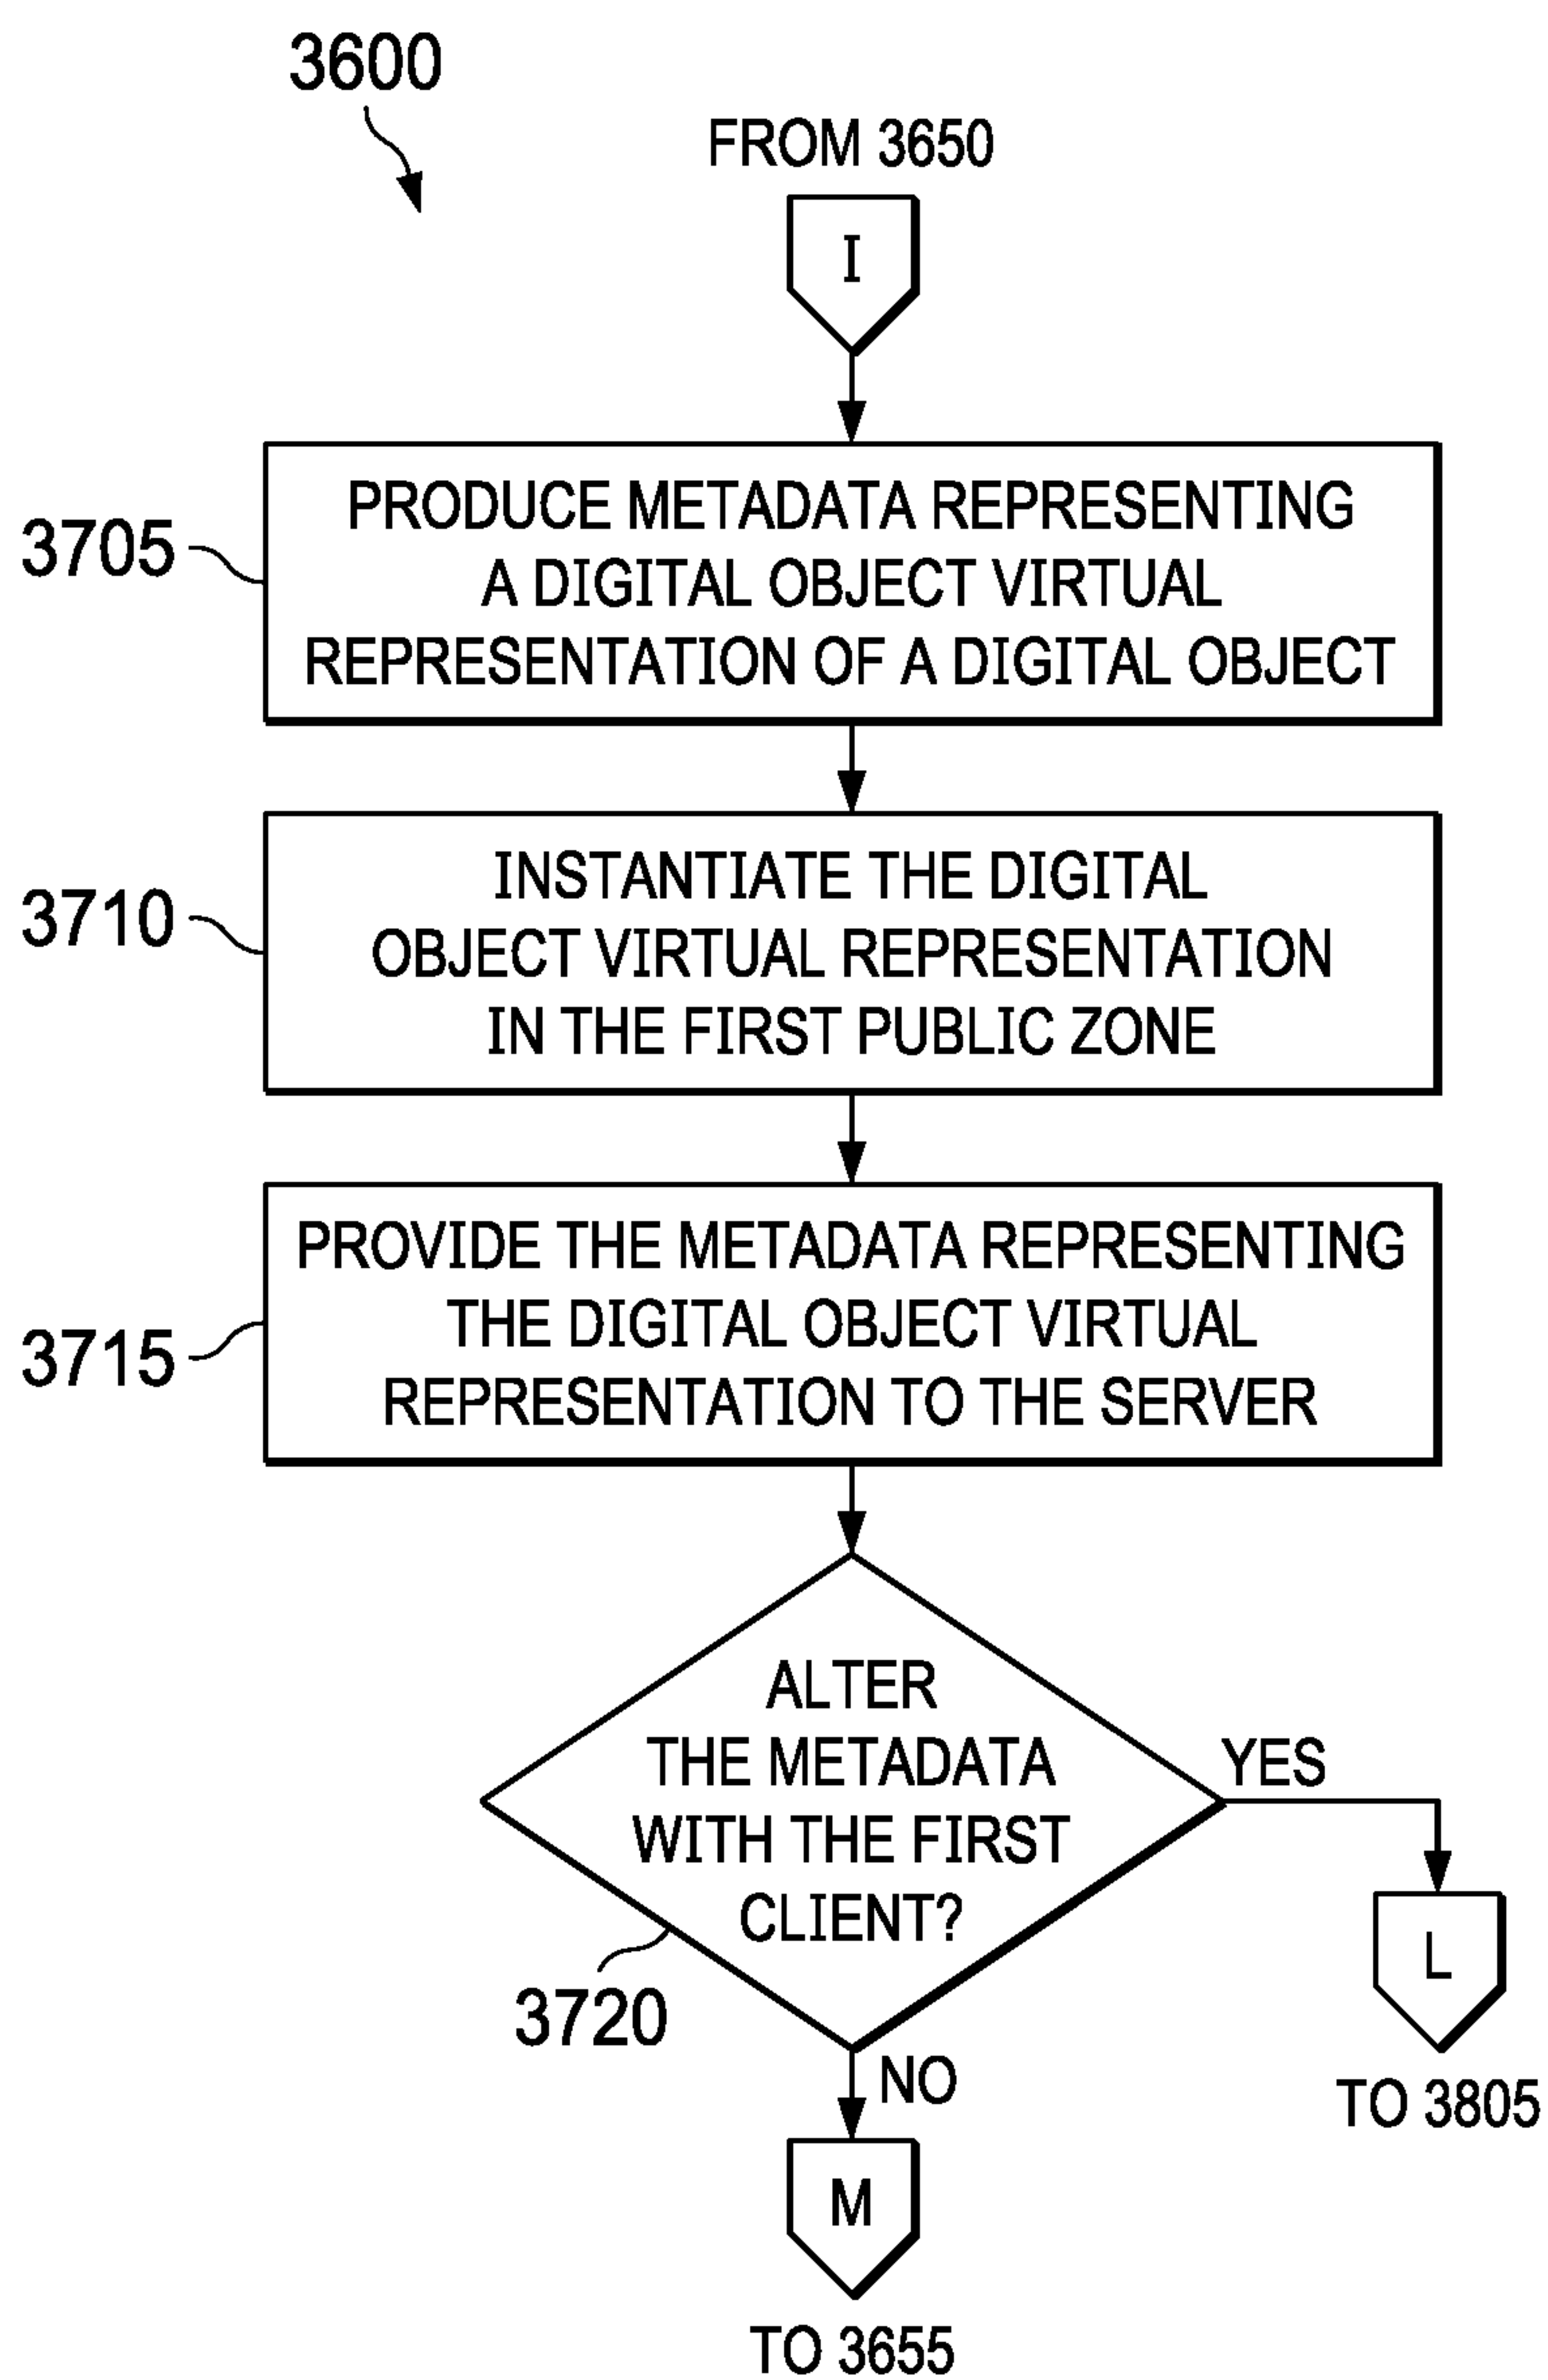 3600
FROM 3650
I
3705
PRODUCE METADATA REPRESENTING
A DIGITAL OBJECT VIRTUAL
REPRESENTATION OF A DIGITAL OBJECT
3710
INSTANTIATE THE DIGITAL
OBJECT VIRTUAL REPRESENTATION
IN THE FIRST PUBLIC ZONE
3715
PROVIDE THE METADATA REPRESENTING
THE DIGITAL OBJECT VIRTUAL
REPRESENTATION TO THE SERVER
ALTER
THE METADATA
WITH THE FIRST
CLIENT?
3720
YES
L
TO 3805
NO
M
TO 3655